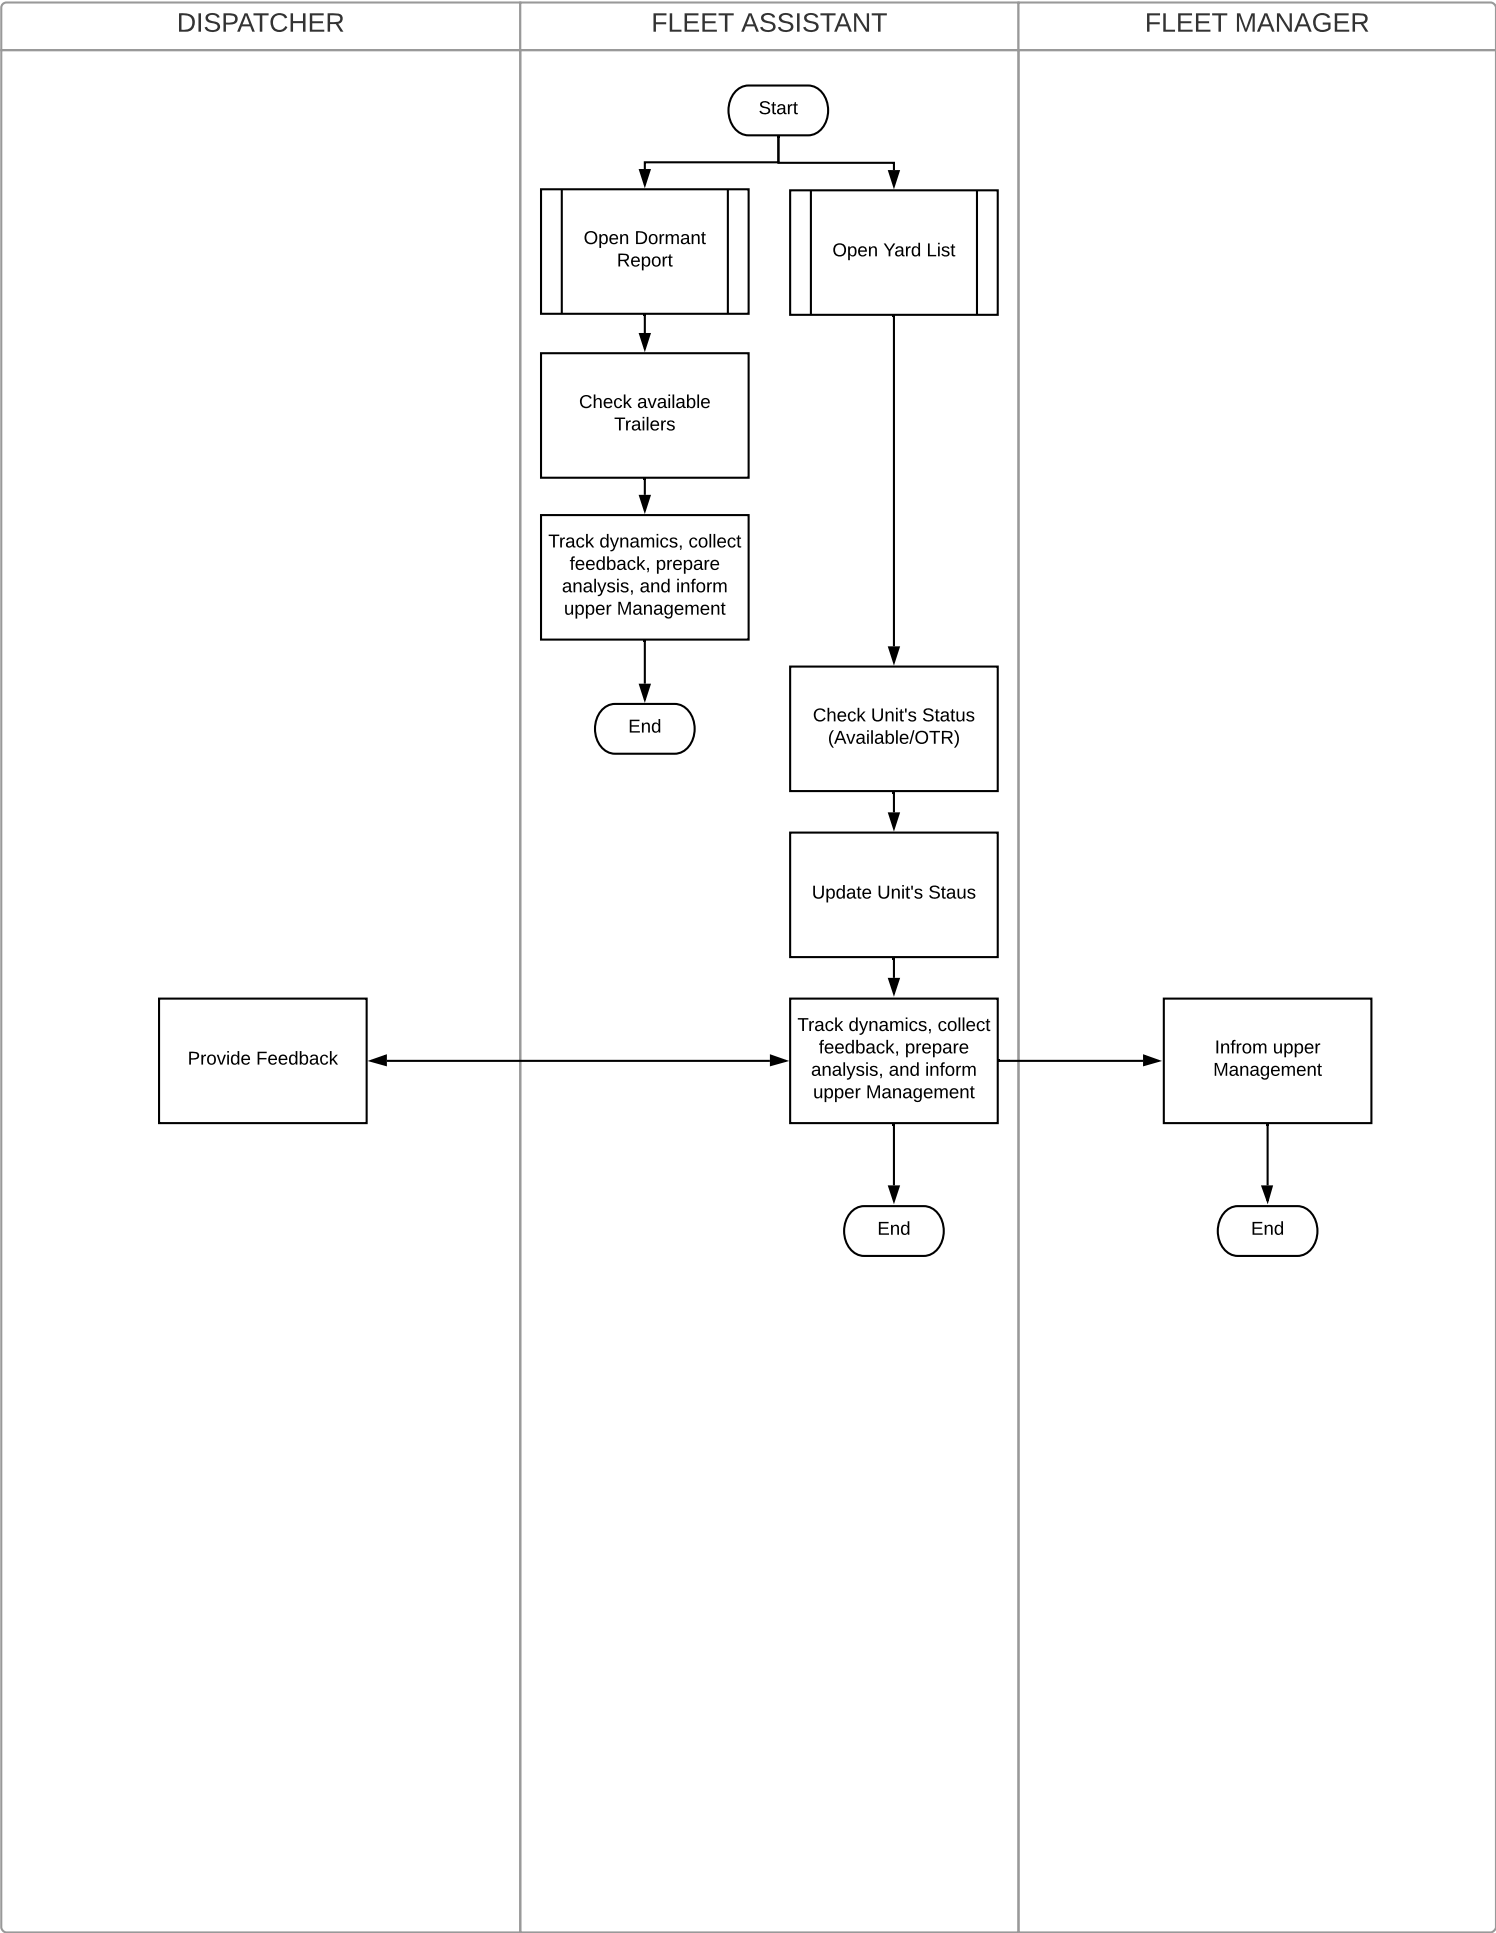 DISPATCHER
FLEET ASSISTANT
FLEET MANAGER
Start
Open Dormant
Report
Open Yard List
Check available
Trailers
Track dynamics, collect
feedback, prepare
analysis, and inform
upper Management
End
Check Unit's Status
(Available/OTR)
Update Unit's Staus
Provide Feedback
Track dynamics, collect
feedback, prepare
analysis, and inform
upper Management
Infrom upper
Management
End
End